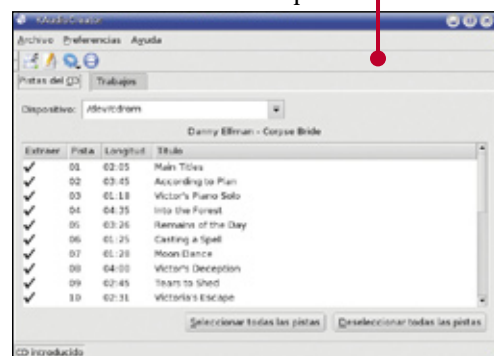 KAudioCreator
Archivo Preferencias Ayuda
Pistas del CD Trabajos
Dispositivo: /dev/cdrom
Danny Elfman - Corpse Bride
Extraer Pista Longitud Título
01 02:05 Main Titles
02 03:45 According to Plan
03 01:18 Victor's Piano Solo
04 04:35 Into the Forest
05 03:26 Remains of the Day
06 01:25 Casting a Spell
07 01:28 Moon Dance
08 04:00 Victor's Deception
09 02:45 Tears to Shed
10 02:31 Victoria's Escape
Seleccionar todas las pistas Deseleccionar todas las pistas
CD introducido